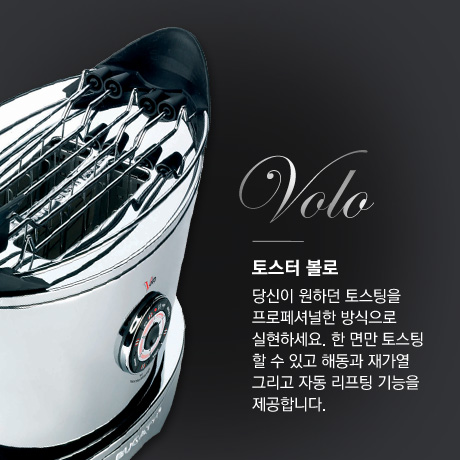 Volo
토스터 볼로
당신이 원하던 토스팅을
프로페셔널한 방식으로
실현하세요. 한 면만 토스팅
할 수 있고 해동과 재가열
그리고 자동 리프팅 기능을
제공합니다.
Volo
BUGATTI